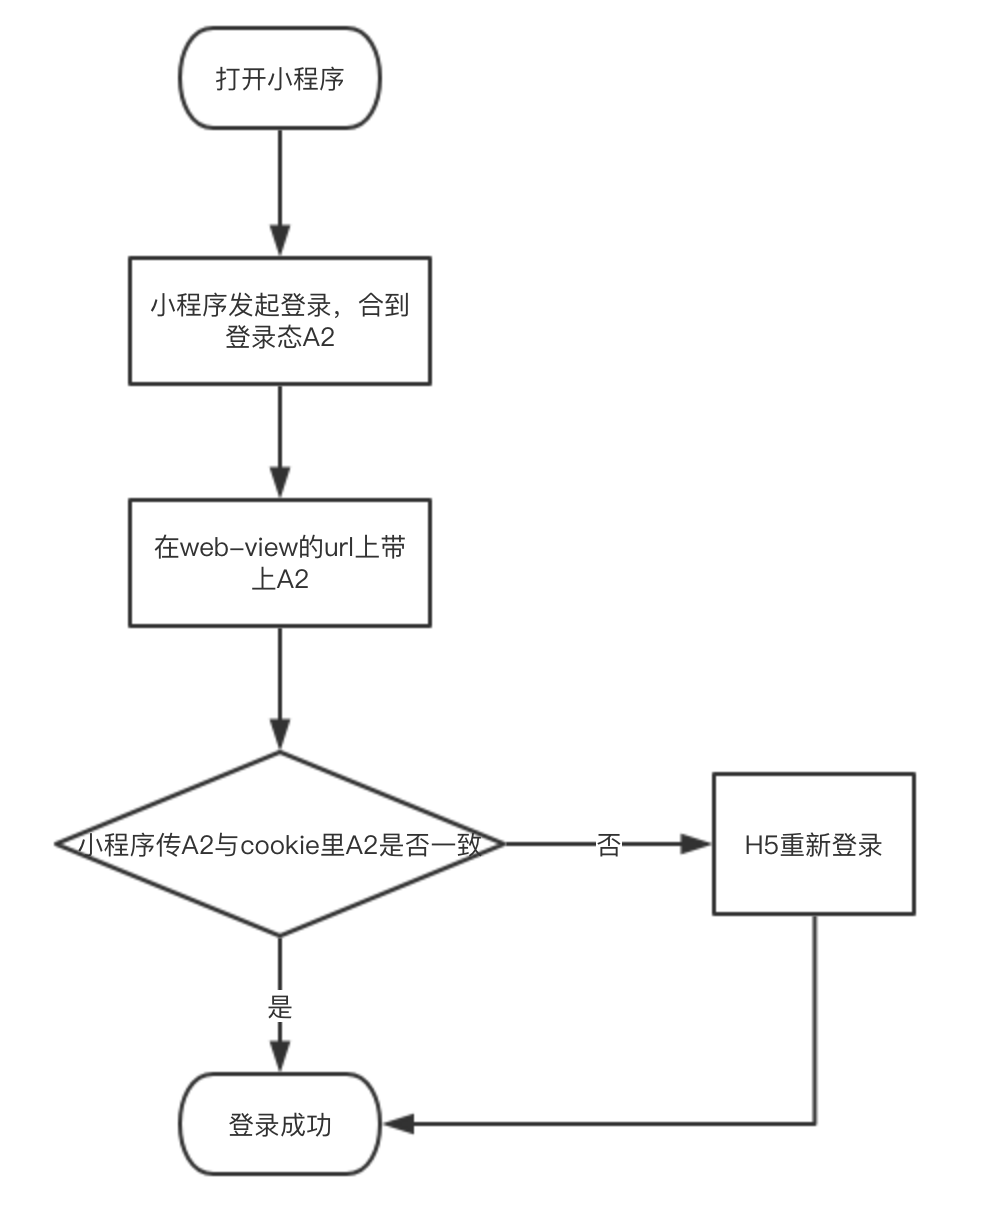 打开小程序
小程序发起登录，合到
登录态A2
在web-view的url上带
上A2
小程序传A2与cookie里A2是否一致
否
H5重新登录
是
登录成功